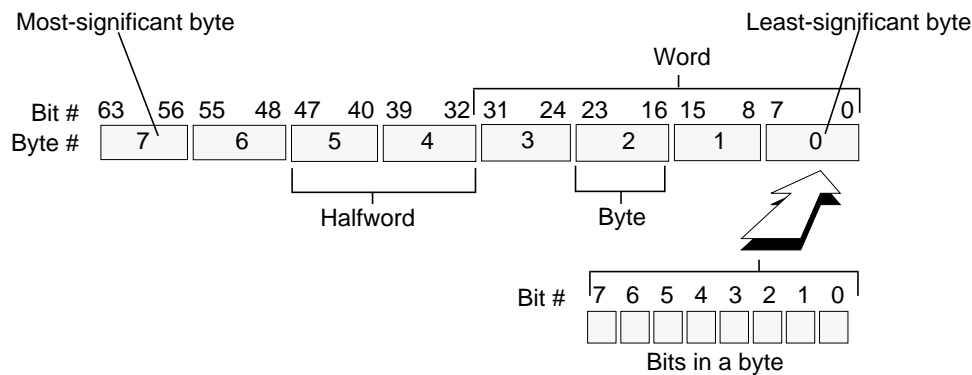 Most-significant byte Least-significant byte
Word
Bit # 63 56 55 48 47 40 39 32 31 24 23 16 15 8 7 0
Byte # 7 6 5 4 3 2 1 0
Halfword Byte
Bit # 7 6 5 4 3 2 1 0
Bits in a byte